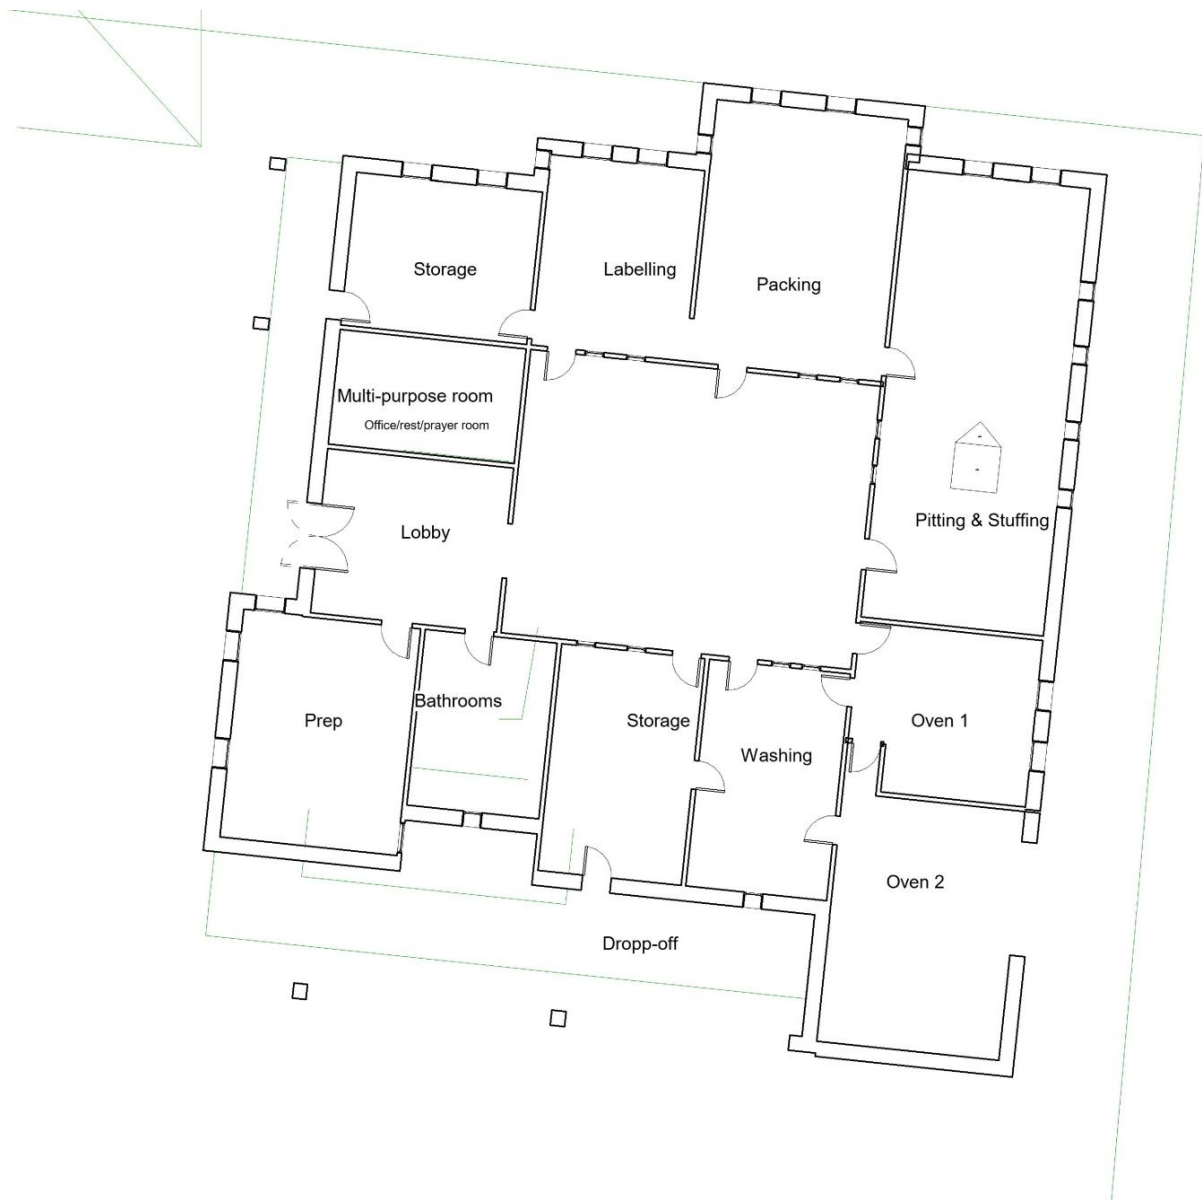 Storage
Labelling
Packing
Multi-purpose room
Office/rest/prayer room
Lobby
Pitting & Stuffing
Prep
Bathrooms
Storage
Washing
Oven 1
Oven 2
Dropp-off